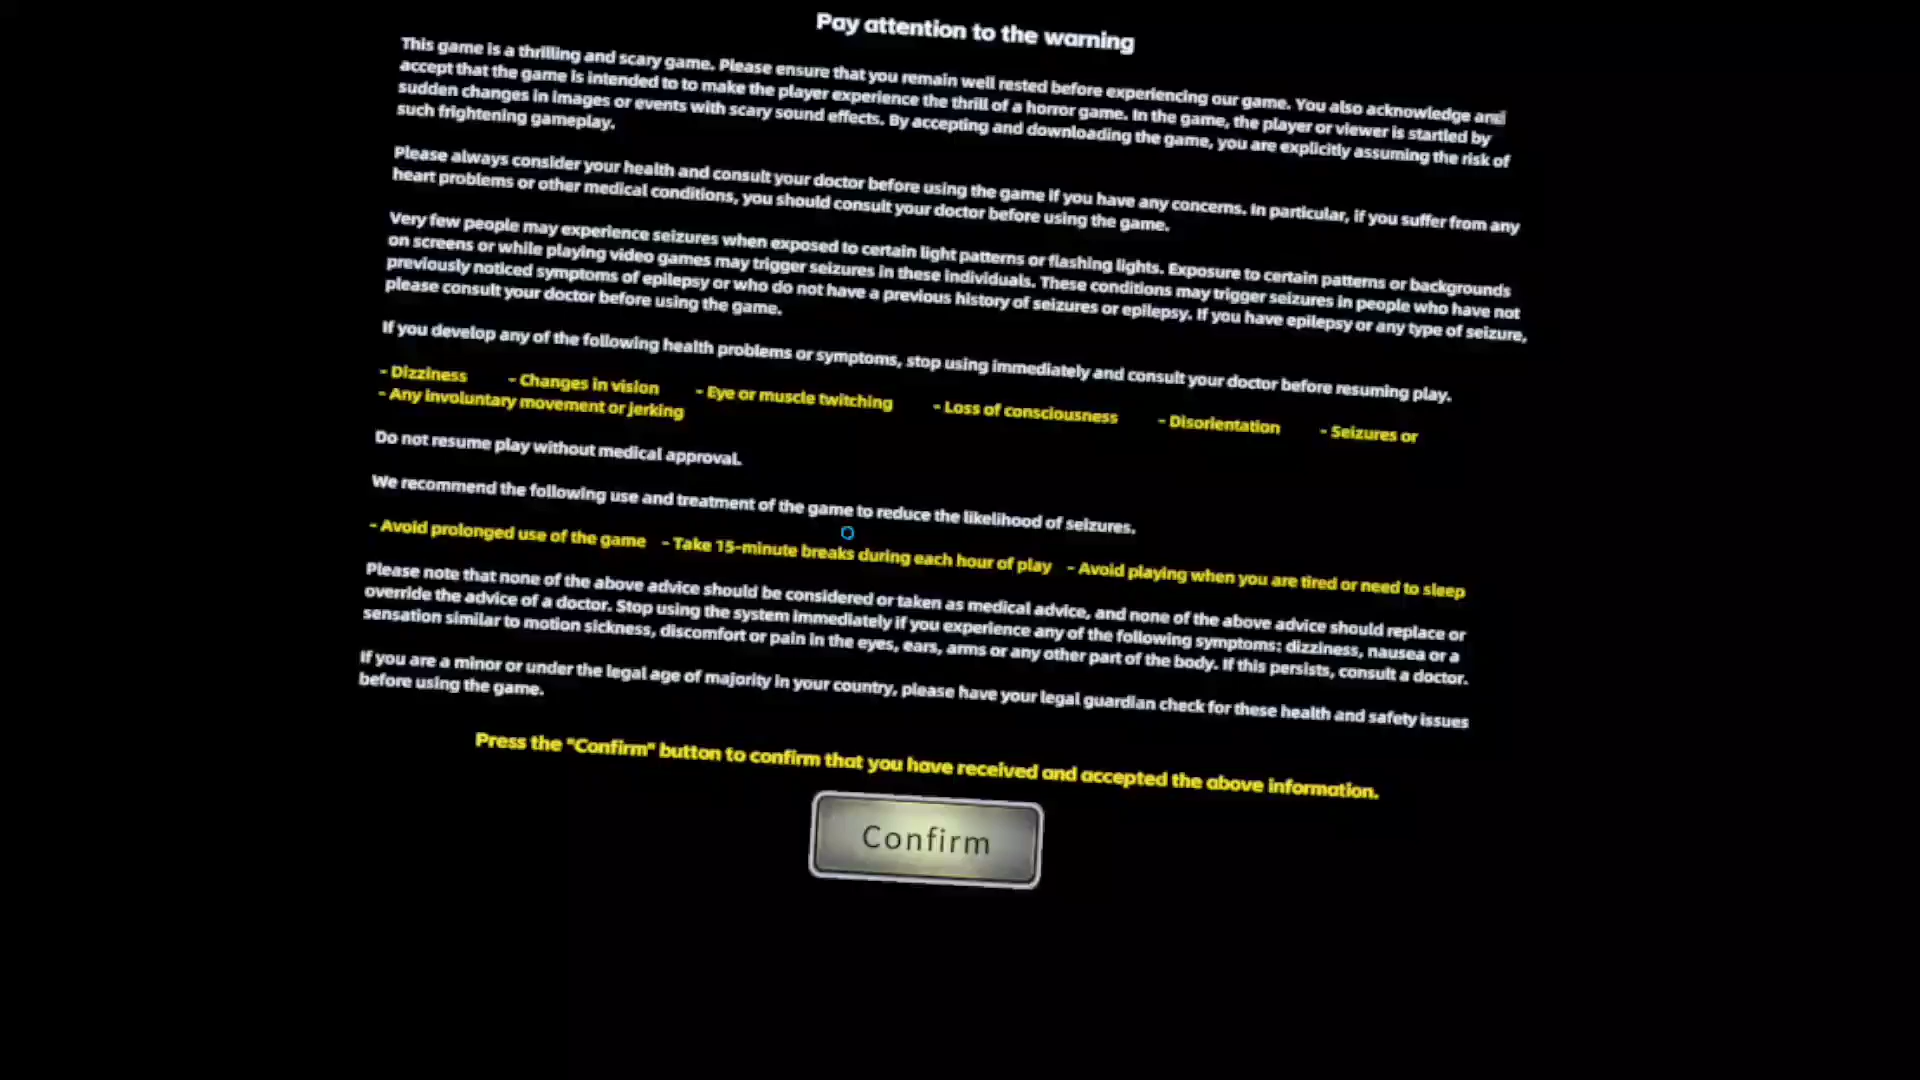 Pay attention to the warning
This game is a thrilling and scary game. Please ensure that you remain well rested before experiencing our game. You also acknowledge and
accept that the game is intended to to make the player experience the thrill of a horror game. In the game, the player or viewer is startled by
sudden changes in images or events with scary sound effects. By accepting and downloading the game, you are explicitly assuming the risk of
such frightening gameplay.
Please always consider your health and consult your doctor before using the game if you have any concerns. In particular, if you suffer from any
heart problems or other medical conditions, you should consult your doctor before using the game.
Very few people may experience seizures when exposed to certain light patterns or flashing lights. Exposure to certain patterns or backgrounds
on screens or while playing video games may trigger seizures in these individuals. These conditions may trigger seizures in people who have not
previously noticed symptoms of epilepsy or who do not have a previous history of seizures or epilepsy. If you have epilepsy or any type of seizure,
please consult your doctor before using the game.
If you develop any of the following health problems or symptoms, stop using immediately and consult your doctor before resuming play.
- Dizziness - Changes in vision - Eye or muscle twitching - Loss of consciousness - Disorientation - Seizures or
- Any involuntary movement or jerking
Do not resume play without medical approval.
We recommend the following use and treatment of the game to reduce the likelihood of seizures.
- Avoid prolonged use of the game - Take 15-minute breaks during each hour of play - Avoid playing when you are tired or need to sleep
Please note that none of the above advice should be considered or taken as medical advice, and none of the above advice should replace or
override the advice of a doctor. Stop using the system immediately if you experience any of the following symptoms: dizziness, nausea or a
sensation similar to motion sickness, discomfort or pain in the eyes, ears, arms or any other part of the body. If this persists, consult a doctor.
If you are a minor or under the legal age of majority in your country, please have your legal guardian check for these health and safety issues
before using the game.
Press the "Confirm" button to confirm that you have received and accepted the above information.
Confirm